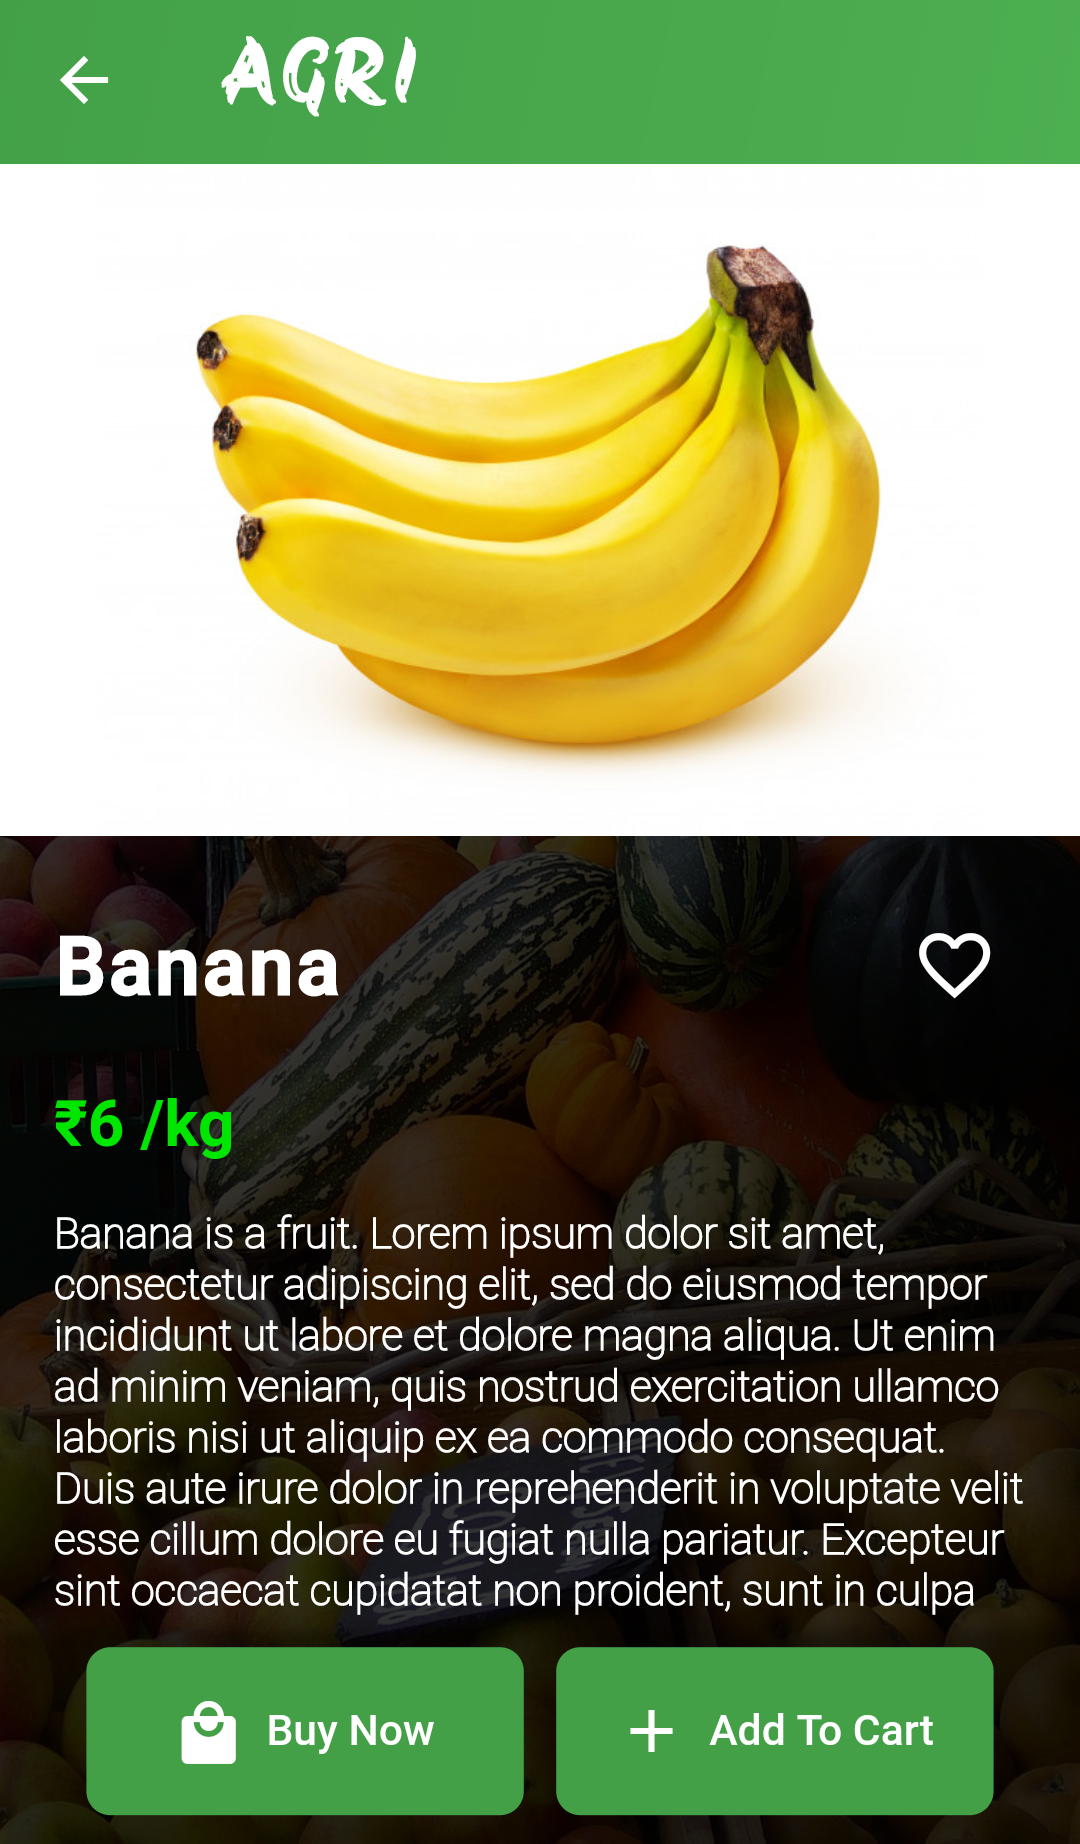 AGRI
Banana
₹6 /kg
Banana is a fruit. Lorem ipsum dolor sit amet,
consectetur adipiscing elit, sed do eiusmod tempor
incididunt ut labore et dolore magna aliqua. Ut enim
ad minim veniam, quis nostrud exercitation ullamco
laboris nisi ut aliquip ex ea commodo consequat.
Duis aute irure dolor in reprehenderit in voluptate velit
esse cillum dolore eu fugiat nulla pariatur. Excepteur
sint occaecat cupidatat non proident, sunt in culpa
Buy Now
Add To Cart